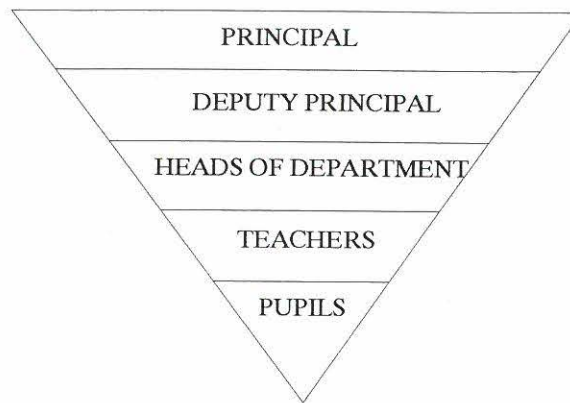 PRINCIPAL
DEPUTY PRINCIPAL
HEADS OF DEPARTMENT
TEACHERS
PUPILS